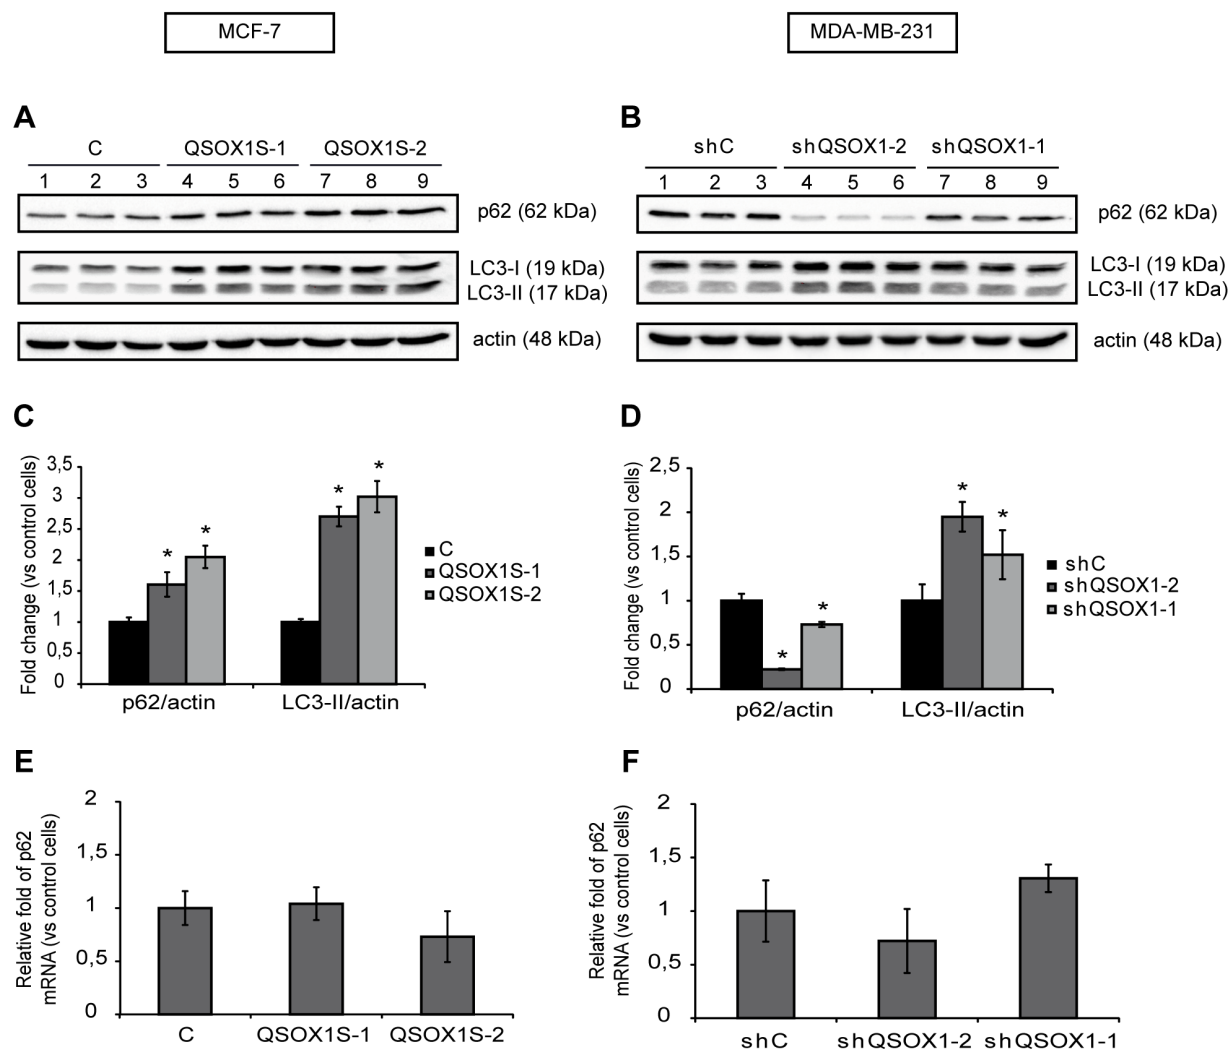 MCF-7
MDA-MB-231
A
C QSOX1S-1 QSOX1S-2
1 2 3 4 5 6 7 8 9
p62 (62 kDa)
LC3-I (19 kDa)
LC3-II (17 kDa)
actin (48 kDa)
B
shC shQSOX1-2 shQSOX1-1
1 2 3 4 5 6 7 8 9
p62 (62 kDa)
LC3-I (19 kDa)
LC3-II (17 kDa)
actin (48 kDa)
C
Fold change (vs control cells)
3,5
3
2,5
2
1,5
1
0,5
0
* * * *
p62/actin LC3-II/actin
C
QSOX1S-1
QSOX1S-2
D
Fold change (vs control cells)
2,5
2
1,5
1
0,5
0
* * * *
p62/actin LC3-II/actin
shC
shQSOX1-2
shQSOX1-1
E
Relative fold of p62
mRNA (vs control cells)
2
1,5
1
0,5
0
C QSOX1S-1 QSOX1S-2
F
Relative fold of p62
mRNA (vs control cells)
2
1,5
1
0,5
0
shC shQSOX1-2 shQSOX1-1